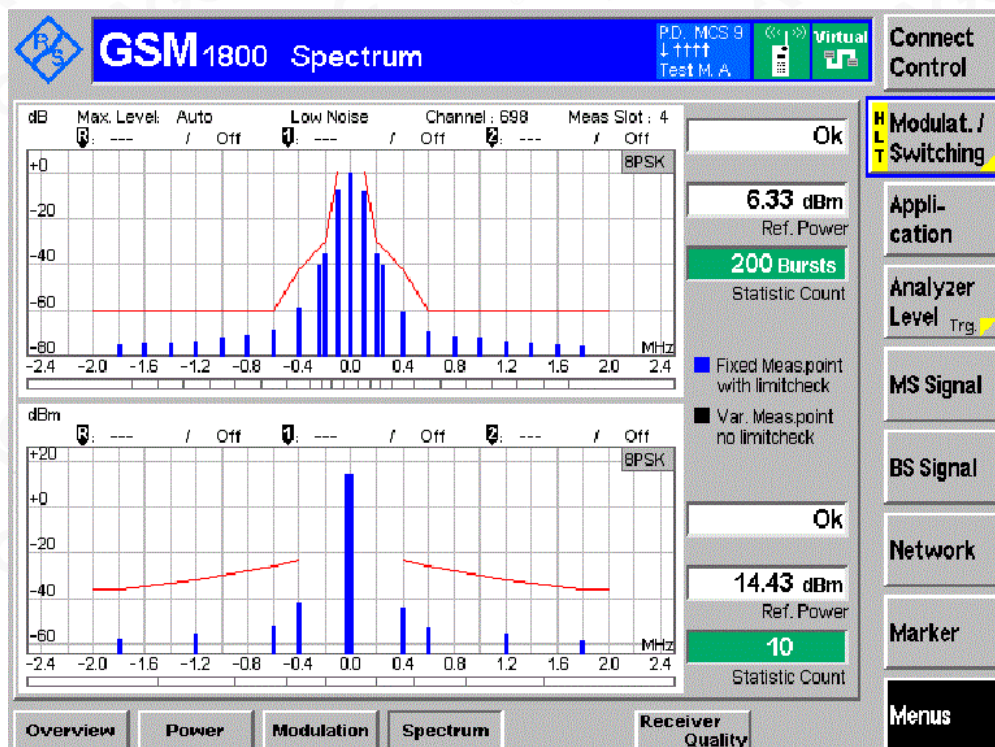 R/S
GSM 1800 Spectrum
P.D. MCS 9
↓ ↑↑↑↑
Test M. A.
Virtual
Connect Control
dB Max. Level: Auto Low Noise Channel : 698 Meas Slot : 4
R: --- / Off 1: --- / Off 2: --- / Off
8PSK
+0
-20
-40
-60
-80
MHz
-2.0 -1.6 -1.2 -0.8 -0.4 0.0 0.4 0.8 1.2 1.6 2.0 2.4
Ok
6.33 dBm
Ref. Power
200 Bursts
Statistic Count
Fixed Meas.point
with limitcheck
Var. Meas.point
no limitcheck
dBm
R: --- / Off 1: --- / Off 2: --- / Off
8PSK
+20
+0
-20
-40
-60
MHz
-2.4 -2.0 -1.6 -1.2 -0.8 -0.4 0.0 0.4 0.8 1.2 1.6 2.0 2.4
Ok
14.43 dBm
Ref. Power
10
Statistic Count
HLT
Modulat. /
Switching
Appli-
cation
Analyzer
Level Trg.
MS Signal
BS Signal
Network
Marker
Menus
Overview
Power
Modulation
Spectrum
Receiver
Quality